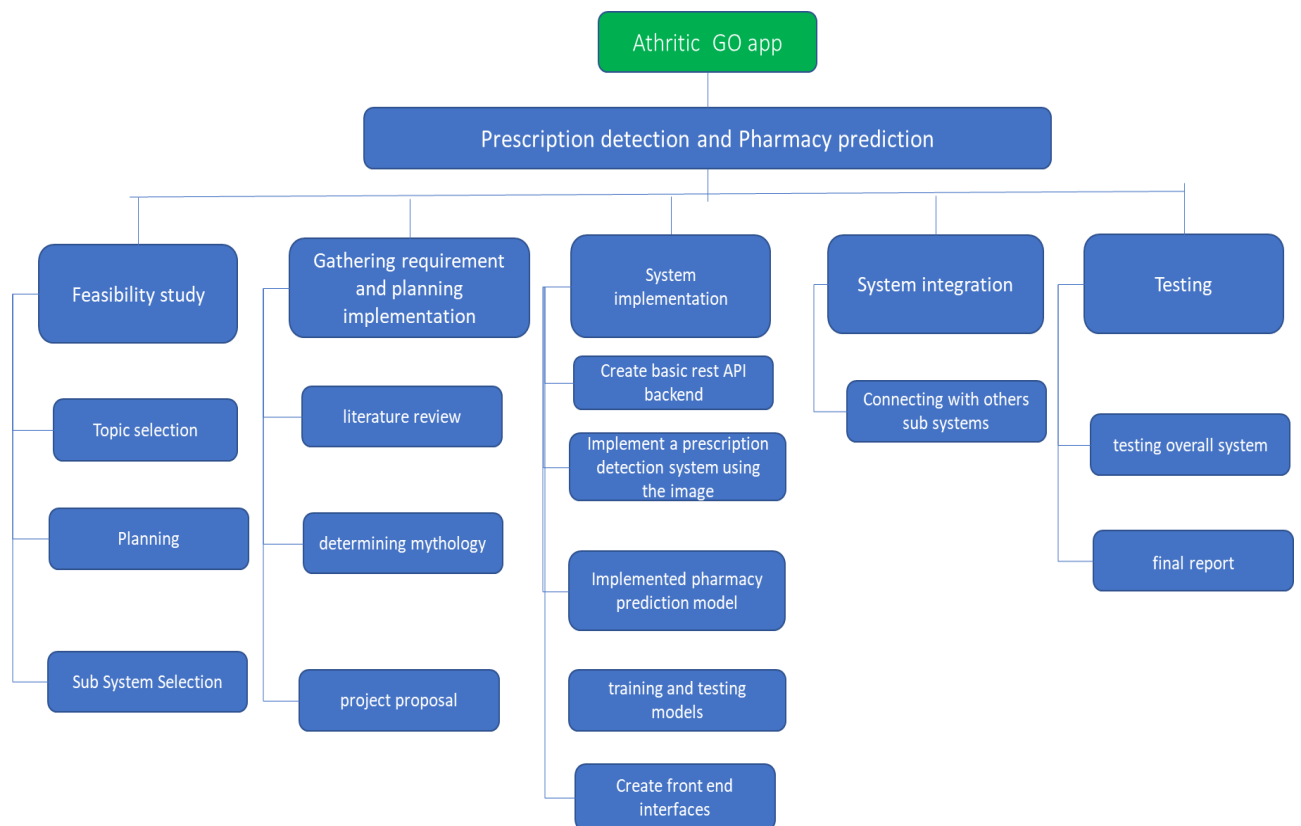 Athritic GO app
Prescription detection and Pharmacy prediction
Feasibility study
Topic selection
Planning
Sub System Selection
Gathering requirement
and planning
implementation
literature review
determining mythology
project proposal
System
implementation
Create basic rest API
backend
Implement a prescription
detection system using
the image
Implemented pharmacy
prediction model
training and testing
models
Create front end
interfaces
System integration
Connecting with others
sub systems
Testing
testing overall system
final report